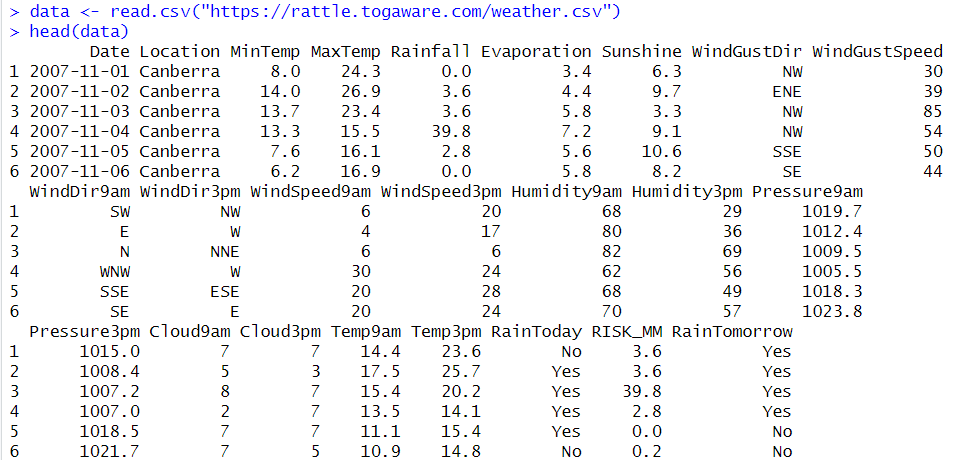 > data <- read.csv("https://rattle.togaware.com/weather.csv")
> head(data)
        Date Location MinTemp MaxTemp Rainfall Evaporation Sunshine WindGustDir WindGustSpeed
1 2007-11-01 Canberra     8.0    24.3      0.0         3.4      6.3          NW            30
2 2007-11-02 Canberra    14.0    26.9      3.6         4.4      9.7         ENE            39
3 2007-11-03 Canberra    13.7    23.4      3.6         5.8      3.3          NW            85
4 2007-11-04 Canberra    13.3    15.5     39.8         7.2      9.1          NW            54
5 2007-11-05 Canberra     7.6    16.1      2.8         5.6     10.6         SSE            50
6 2007-11-06 Canberra     6.2    16.9      0.0         5.8      8.2          SE            44
  WindDir9am WindDir3pm WindSpeed9am WindSpeed3pm Humidity9am Humidity3pm Pressure9am
1         SW         NW            6           20          68          29      1019.7
2          E          W            4           17          80          36      1012.4
3          N        NNE            6            6          82          69      1009.5
4        WNW          W           30           24          62          56      1005.5
5        SSE        ESE           20           28          68          49      1018.3
6         SE          E           20           24          70          57      1023.8
  Pressure3pm Cloud9am Cloud3pm Temp9am Temp3pm RainToday RISK_MM RainTomorrow
1      1015.0        7        7    14.4    23.6        No     3.6          Yes
2      1008.4        5        3    17.5    25.7       Yes     3.6          Yes
3      1007.2        8        7    15.4    20.2       Yes    39.8          Yes
4      1007.0        2        7    13.5    14.1       Yes     2.8          Yes
5      1018.5        7        7    11.1    15.4       Yes     0.0           No
6      1021.7        7        5    10.9    14.8        No     0.2           No